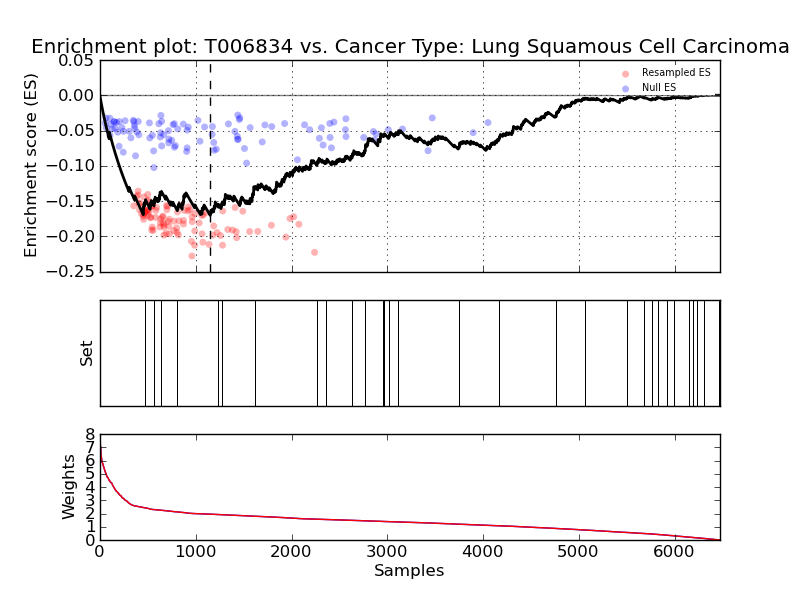 Enrichment plot: T006834 vs. Cancer Type: Lung Squamous Cell Carcinoma
Enrichment score (ES)
0.05
0.00
−0.05
−0.10
−0.15
−0.20
−0.25
Resampled ES
Null ES
Set
Weights
8
7
6
5
4
3
2
1
0
0 1000 2000 3000 4000 5000 6000
Samples